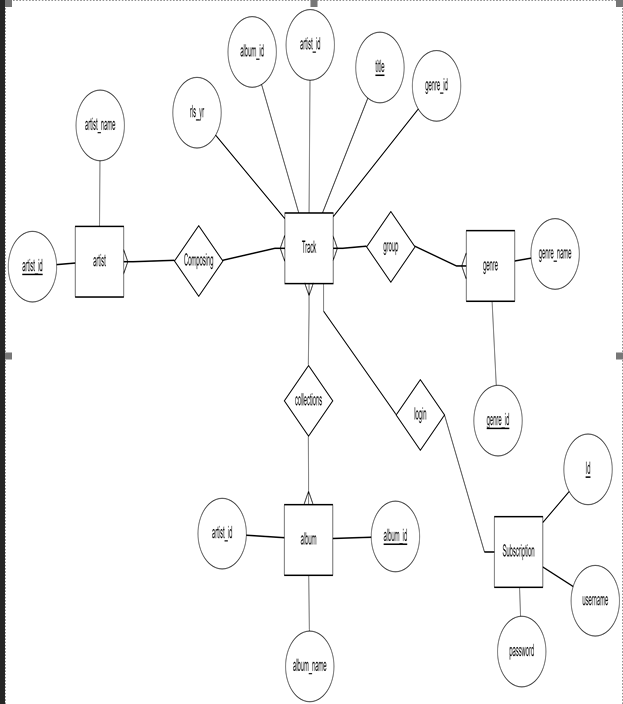 artist_id
album_id
title
genre_id
rls_yr
artist_name
artist_id
artist
Composing
Track
group
genre
genre_name
collections
login
genre_id
Id
artist_id
album
album_id
Subscription
username
password
album_name